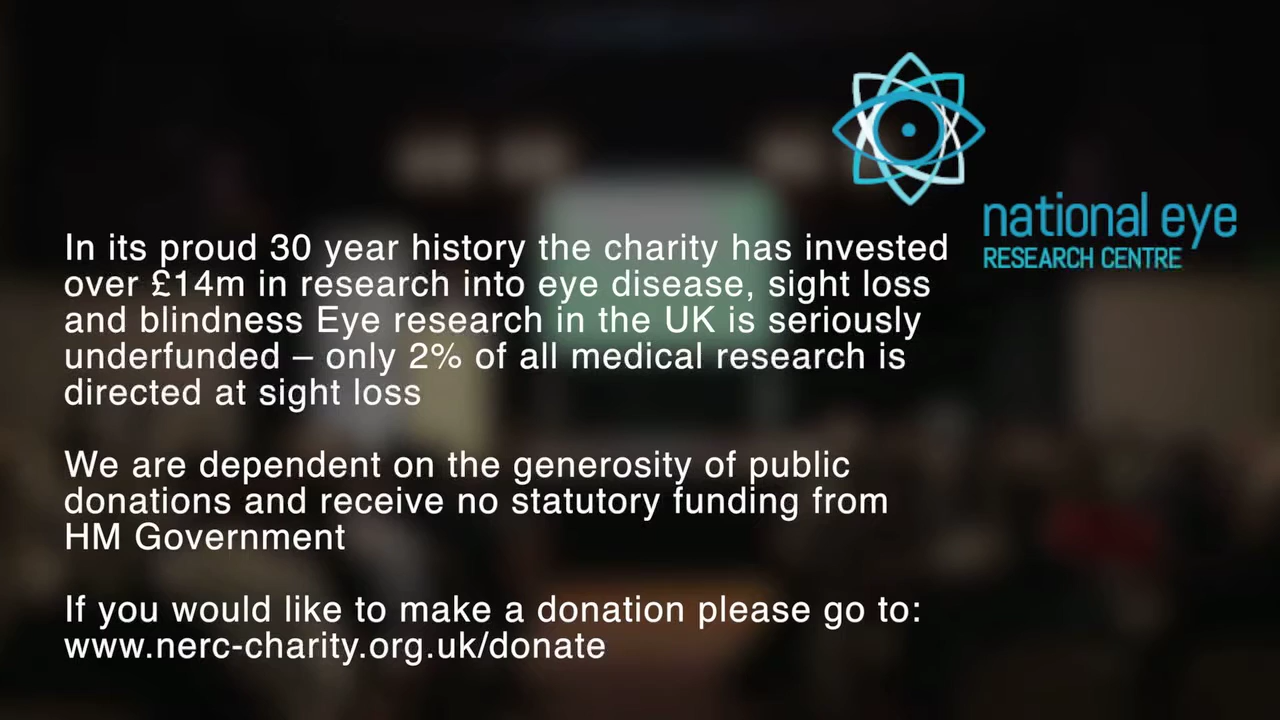 national eye
RESEARCH CENTRE
In its proud 30 year history the charity has invested
over £14m in research into eye disease, sight loss
and blindness Eye research in the UK is seriously
underfunded – only 2% of all medical research is
directed at sight loss
We are dependent on the generosity of public
donations and receive no statutory funding from
HM Government
If you would like to make a donation please go to:
www.nerc-charity.org.uk/donate